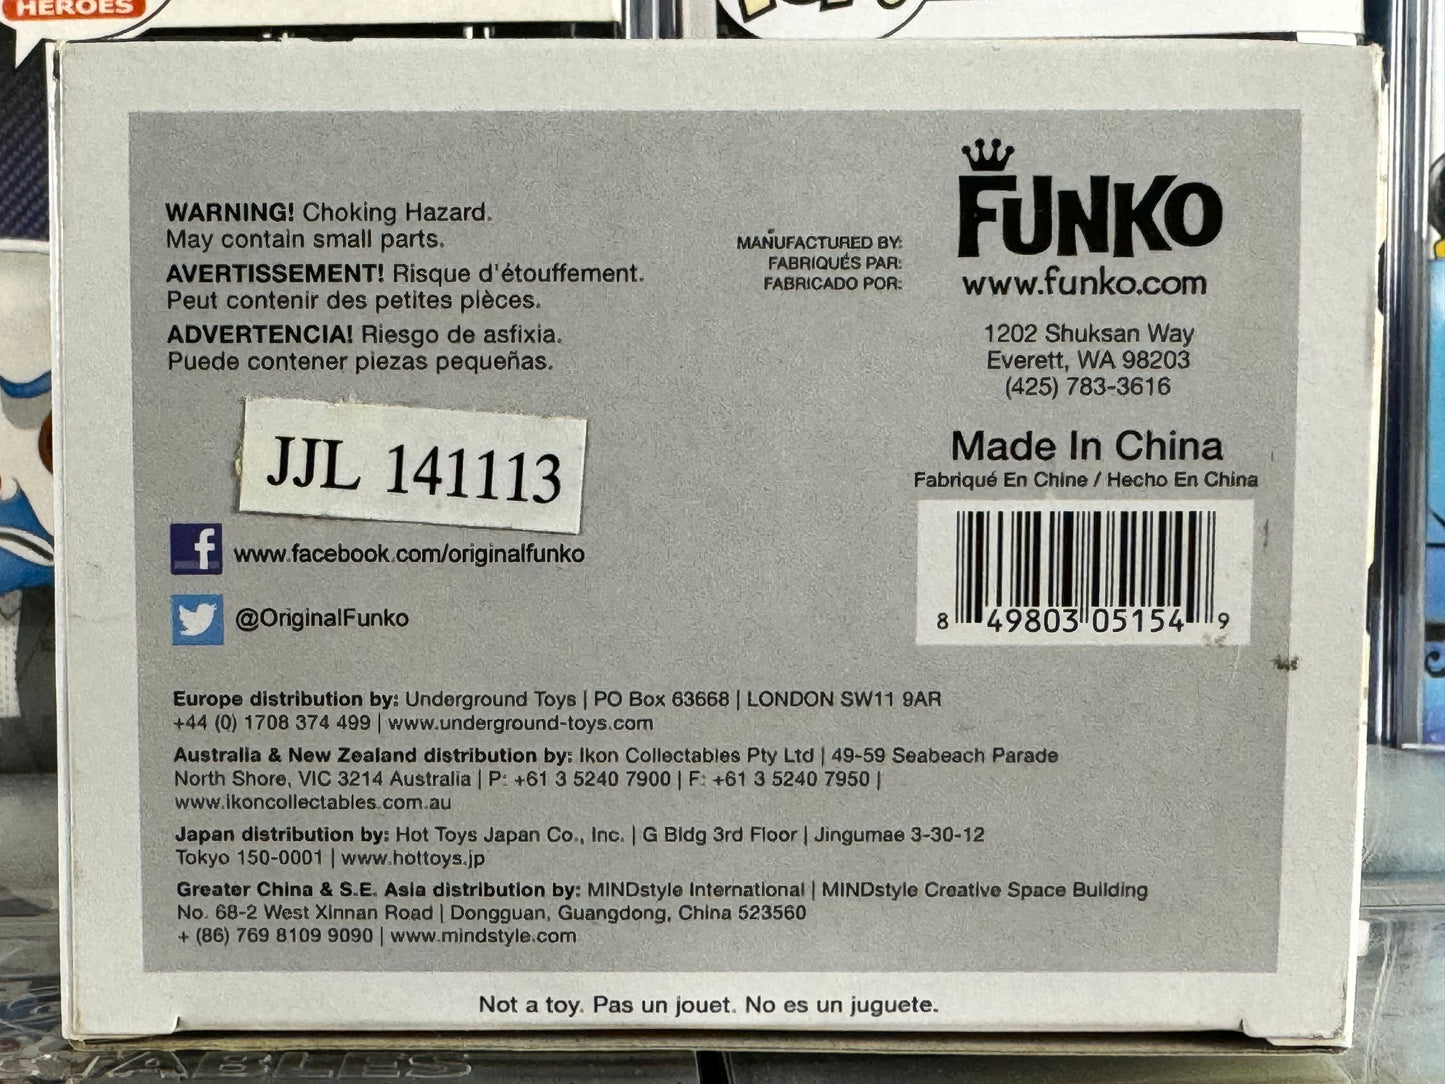 HEROES
WARNING! Choking Hazard.
May contain small parts.
AVERTISSEMENT! Risque d'étouffement.
Peut contenir des petites pièces.
ADVERTENCIA! Riesgo de asfixia.
Puede contener piezas pequeñas.
JJL 141113
www.facebook.com/originalfunko
@OriginalFunko
MANUFACTURED BY:
FABRIQUÉS PAR:
FABRICADO POR:
FUNKO
www.funko.com
1202 Shuksan Way
Everett, WA 98203
(425) 783-3616
Made In China
Fabriqué En Chine / Hecho En China
8 49803 05154 9
Europe distribution by: Underground Toys | PO Box 63668 | LONDON SW11 9AR
+44 (0) 1708 374 499 | www.underground-toys.com
Australia & New Zealand distribution by: Ikon Collectables Pty Ltd | 49-59 Seabeach Parade
North Shore, VIC 3214 Australia | P: +61 3 5240 7900 | F: +61 3 5240 7950 |
www.ikoncollectables.com.au
Japan distribution by: Hot Toys Japan Co., Inc. | G Bldg 3rd Floor | Jingumae 3-30-12
Tokyo 150-0001 | www.hottoys.jp
Greater China & S.E. Asia distribution by: MINDstyle International | MINDstyle Creative Space Building
No. 68-2 West Xinnan Road | Dongguan, Guangdong, China 523560
+ (86) 769 8109 9090 | www.mindstyle.com
Not a toy. Pas un jouet. No es un juguete.